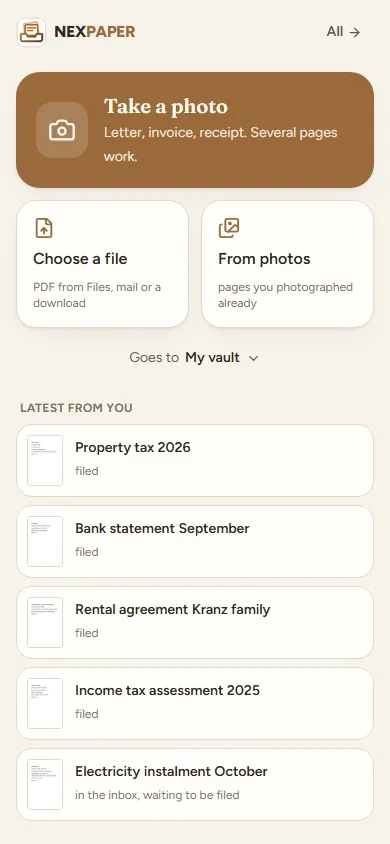 NEXPAPER
All
Take a photo
Letter, invoice, receipt. Several pages
work.
Choose a file
PDF from Files, mail or a
download
From photos
pages you photographed
already
Goes to My vault
LATEST FROM YOU
Property tax 2026
filed
Bank statement September
filed
Rental agreement Kranz family
filed
Income tax assessment 2025
filed
Electricity instalment October
in the inbox, waiting to be filed